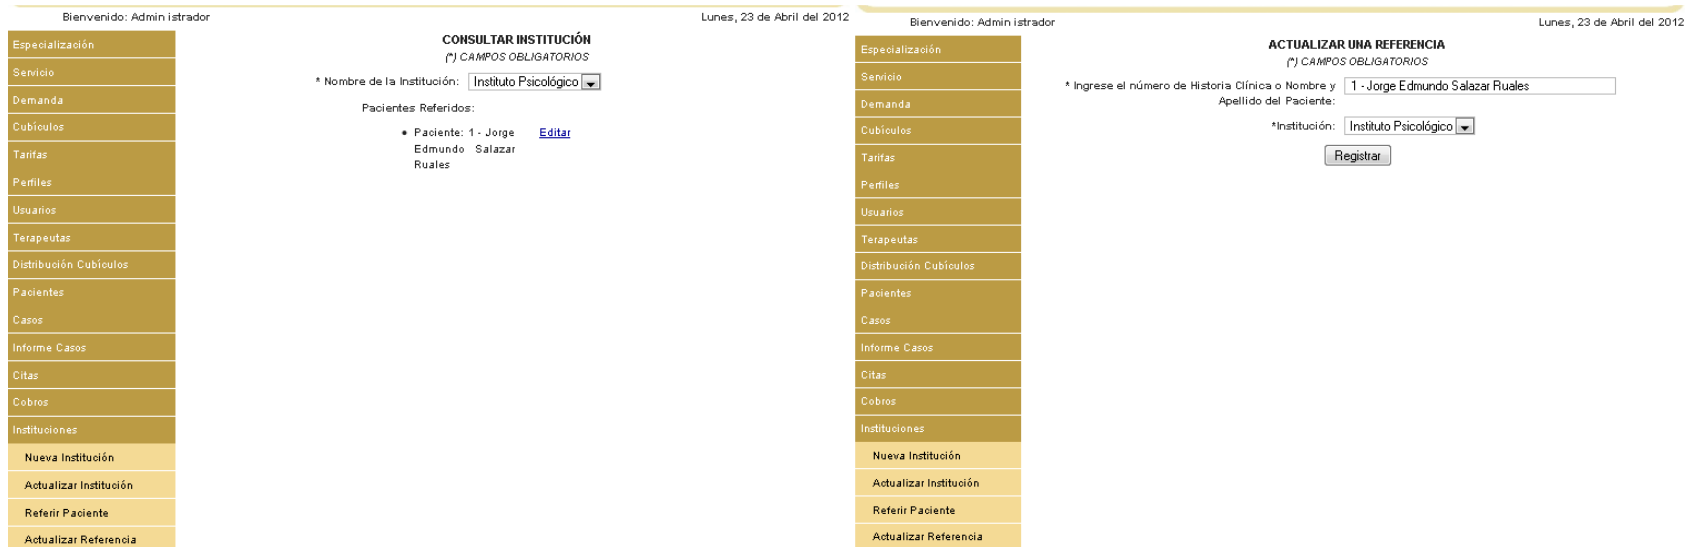 Bienvenido: Admin istrador
Lunes, 23 de Abril del 2012
Especialización
Servicio
Demanda
Cubículos
Tarifas
Perfiles
Usuarios
Terapeutas
Distribución Cubículos
Pacientes
Casos
Informe Casos
Citas
Cobros
Instituciones
Nueva Institución
Actualizar Institución
Referir Paciente
Actualizar Referencia
CONSULTAR INSTITUCIÓN
(*) CAMPOS OBLIGATORIOS
* Nombre de la Institución: Instituto Psicológico
Pacientes Referidos:
• Paciente: 1 - Jorge Editar
Edmundo Salazar
Ruales
Bienvenido: Admin istrador
Lunes, 23 de Abril del 2012
Especialización
Servicio
Demanda
Cubículos
Tarifas
Perfiles
Usuarios
Terapeutas
Distribución Cubículos
Pacientes
Casos
Informe Casos
Citas
Cobros
Instituciones
Nueva Institución
Actualizar Institución
Referir Paciente
Actualizar Referencia
ACTUALIZAR UNA REFERENCIA
(*) CAMPOS OBLIGATORIOS
* Ingrese el número de Historia Clínica o Nombre y 1 - Jorge Edmundo Salazar Ruales
Apellido del Paciente:
*Institución: Instituto Psicológico
Registrar